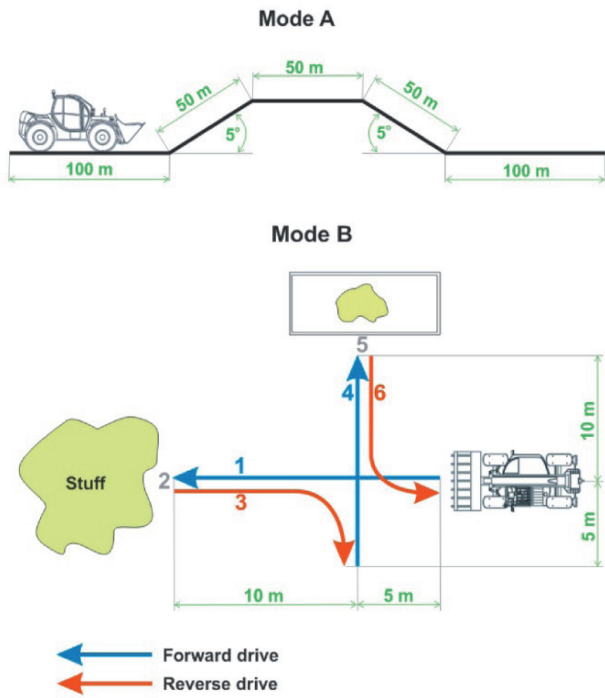 Mode A
50 m
50 m
50 m
5°
5°
100 m
100 m
Mode B
5
4
6
10 m
1
Stuff
2
3
5 m
10 m
5 m
Forward drive
Reverse drive